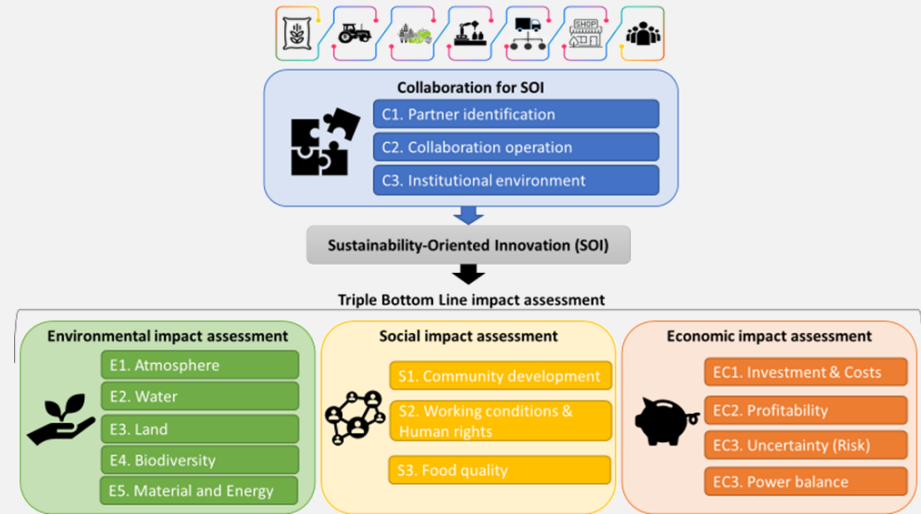 SHOP
Collaboration for SOI
C1. Partner identification
C2. Collaboration operation
C3. Institutional environment
Sustainability-Oriented Innovation (SOI)
Triple Bottom Line impact assessment
Environmental impact assessment
E1. Atmosphere
E2. Water
E3. Land
E4. Biodiversity
E5. Material and Energy
Social impact assessment
S1. Community development
S2. Working conditions &
Human rights
S3. Food quality
Economic impact assessment
EC1. Investment & Costs
EC2. Profitability
EC3. Uncertainty (Risk)
EC3. Power balance